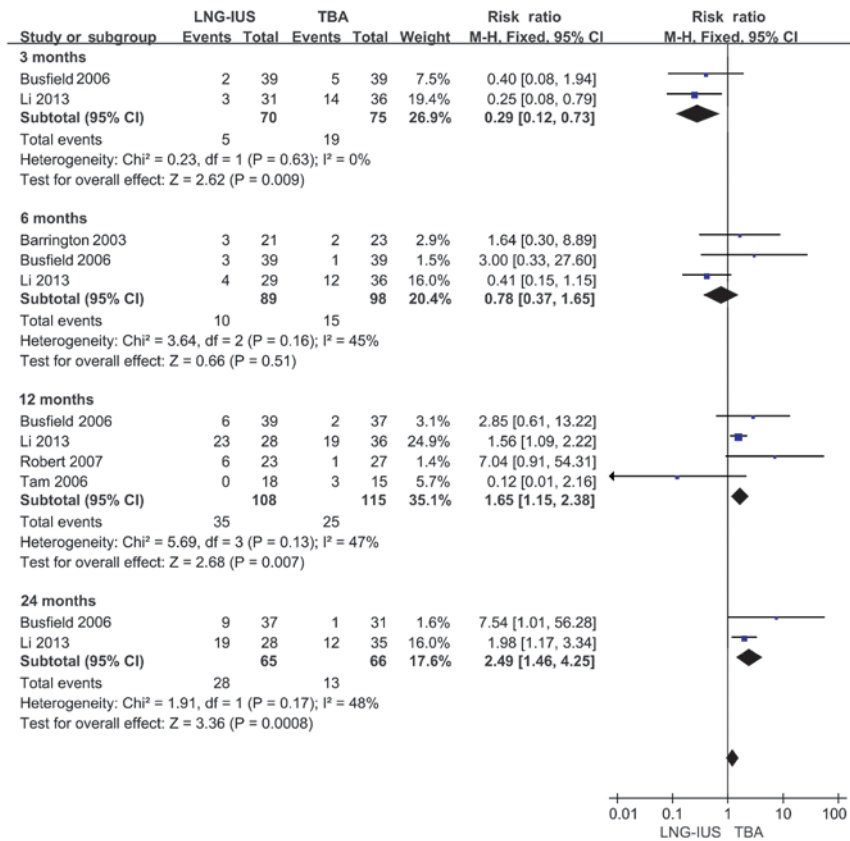 LNG-IUS TBA Risk ratio Risk ratio
Study or subgroup Events Total Events Total Weight M-H, Fixed, 95% CI M-H, Fixed, 95% CI
3 months
Busfield 2006 2 39 5 39 7.5% 0.40 [0.08, 1.94]
Li 2013 3 31 14 36 19.4% 0.25 [0.08, 0.79]
Subtotal (95% CI) 70 75 26.9% 0.29 [0.12, 0.73]
Total events 5 19
Heterogeneity: Chi² = 0.23, df = 1 (P = 0.63); I² = 0%
Test for overall effect: Z = 2.62 (P = 0.009)
6 months
Barrington 2003 3 21 2 23 2.9% 1.64 [0.30, 8.89]
Busfield 2006 3 39 1 39 1.5% 3.00 [0.33, 27.60]
Li 2013 4 29 12 36 16.0% 0.41 [0.15, 1.15]
Subtotal (95% CI) 89 98 20.4% 0.78 [0.37, 1.65]
Total events 10 15
Heterogeneity: Chi² = 3.64, df = 2 (P = 0.16); I² = 45%
Test for overall effect: Z = 0.66 (P = 0.51)
12 months
Busfield 2006 6 39 2 37 3.1% 2.85 [0.61, 13.22]
Li 2013 23 28 19 36 24.9% 1.56 [1.09, 2.22]
Robert 2007 6 23 1 27 1.4% 7.04 [0.91, 54.31]
Tam 2006 0 18 3 15 5.7% 0.12 [0.01, 2.16]
Subtotal (95% CI) 108 115 35.1% 1.65 [1.15, 2.38]
Total events 35 25
Heterogeneity: Chi² = 5.69, df = 3 (P = 0.13); I² = 47%
Test for overall effect: Z = 2.68 (P = 0.007)
24 months
Busfield 2006 9 37 1 31 1.6% 7.54 [1.01, 56.28]
Li 2013 19 28 12 35 16.0% 1.98 [1.17, 3.34]
Subtotal (95% CI) 65 66 17.6% 2.49 [1.46, 4.25]
Total events 28 13
Heterogeneity: Chi² = 1.91, df = 1 (P = 0.17); I² = 48%
Test for overall effect: Z = 3.36 (P = 0.0008)
0.01 0.1 1 10 100
LNG-IUS TBA